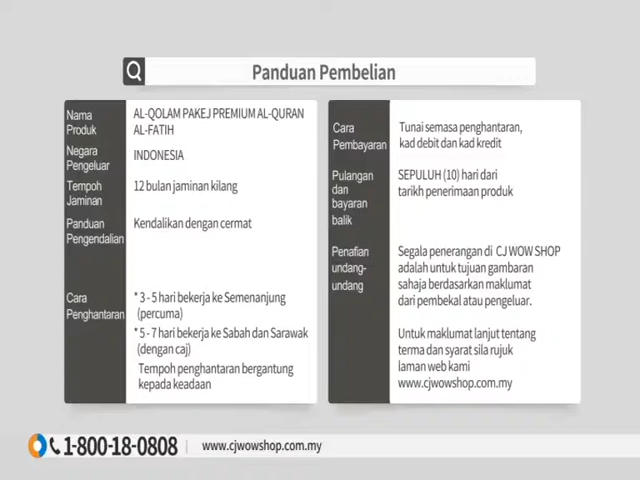 Panduan Pembelian
Nama
Produk
AL-QOLAM PAKEJ PREMIUM AL-QURAN
AL-FATIH
Negara
Pengeluar
INDONESIA
Tempoh
Jaminan
12 bulan jaminan kilang
Panduan
Pengendalian
Kendalikan dengan cermat
Cara
Penghantaran
* 3 - 5 hari bekerja ke Semenanjung
(percuma)
* 5 - 7 hari bekerja ke Sabah dan Sarawak
(dengan caj)
Tempoh penghantaran bergantung
kepada keadaan
Cara
Pembayaran
Tunai semasa penghantaran,
kad debit dan kad kredit
Pulangan
dan
bayaran
balik
SEPULUH (10) hari dari
tarikh penerimaan produk
Penafian
undang-
undang
Segala penerangan di CJ WOW SHOP
adalah untuk tujuan gambaran
sahaja berdasarkan maklumat
dari pembekal atau pengeluar.
Untuk maklumat lanjut tentang
terma dan syarat sila rujuk
laman web kami
www.cjwowshop.com.my
1-800-18-0808
www.cjwowshop.com.my